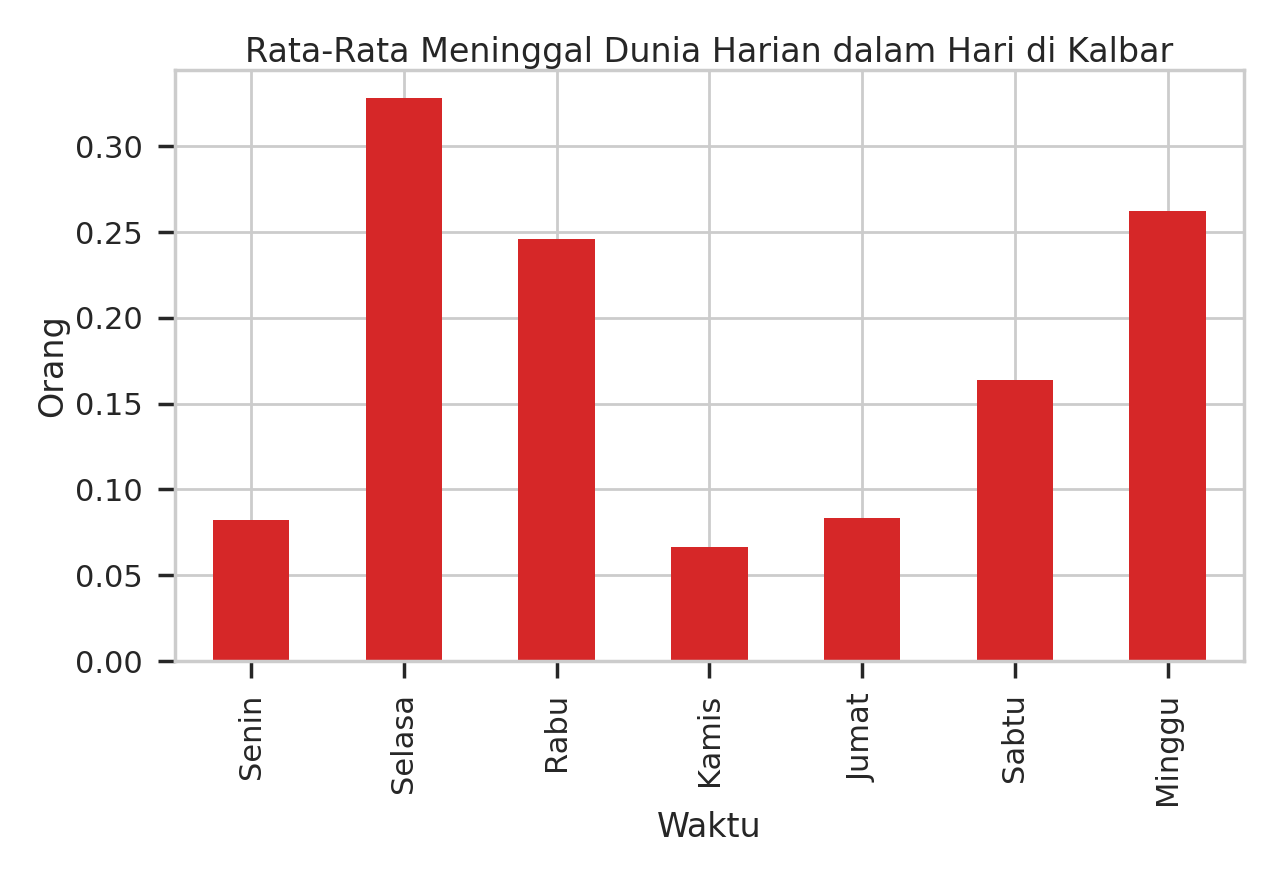 Rata-Rata Meninggal Dunia Harian dalam Hari di Kalbar
0.30
0.25
0.20
0.15
0.10
0.05
0.00
Orang
Senin
Selasa
Rabu
Kamis
Jumat
Sabtu
Minggu
Waktu